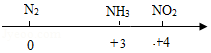 N₂ NH₃ NO₂
0 +3 +4